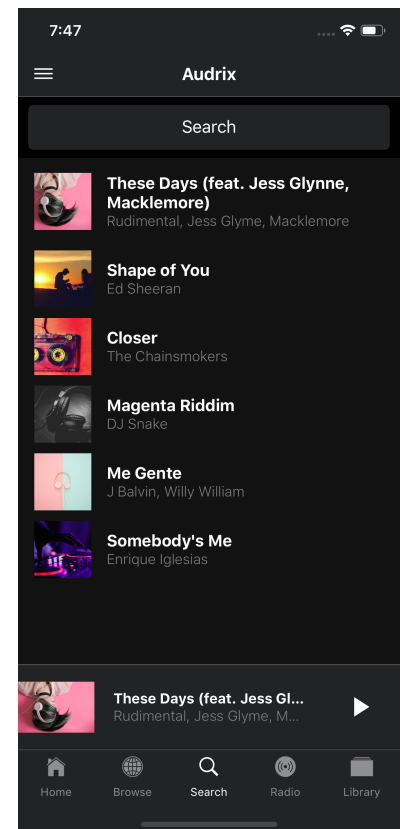 7:47
Audrix
Search
These Days (feat. Jess Glynne,
Macklemore)
Rudimental, Jess Glyme, Macklemore
Shape of You
Ed Sheeran
Closer
The Chainsmokers
Magenta Riddim
DJ Snake
Me Gente
J Balvin, Willy William
Somebody's Me
Enrique Iglesias
These Days (feat. Jess Gl...
Rudimental, Jess Glyme, M...
Home
Browse
Search
Radio
Library